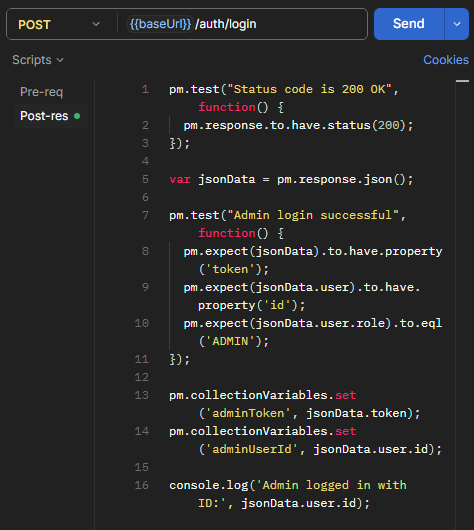 POST {{baseUrl}} /auth/login Send
Scripts Cookies
Pre-req
Post-res
1 pm.test("Status code is 200 OK",
function() {
2 pm.response.to.have.status(200);
3 });
4
5 var jsonData = pm.response.json();
6
7 pm.test("Admin login successful",
function() {
8 pm.expect(jsonData).to.have.property
('token');
9 pm.expect(jsonData.user).to.have.
property('id');
10 pm.expect(jsonData.user.role).to.eql
('ADMIN');
11 });
12
13 pm.collectionVariables.set
('adminToken', jsonData.token);
14 pm.collectionVariables.set
('adminUserId', jsonData.user.id);
15
16 console.log('Admin logged in with
ID:', jsonData.user.id);